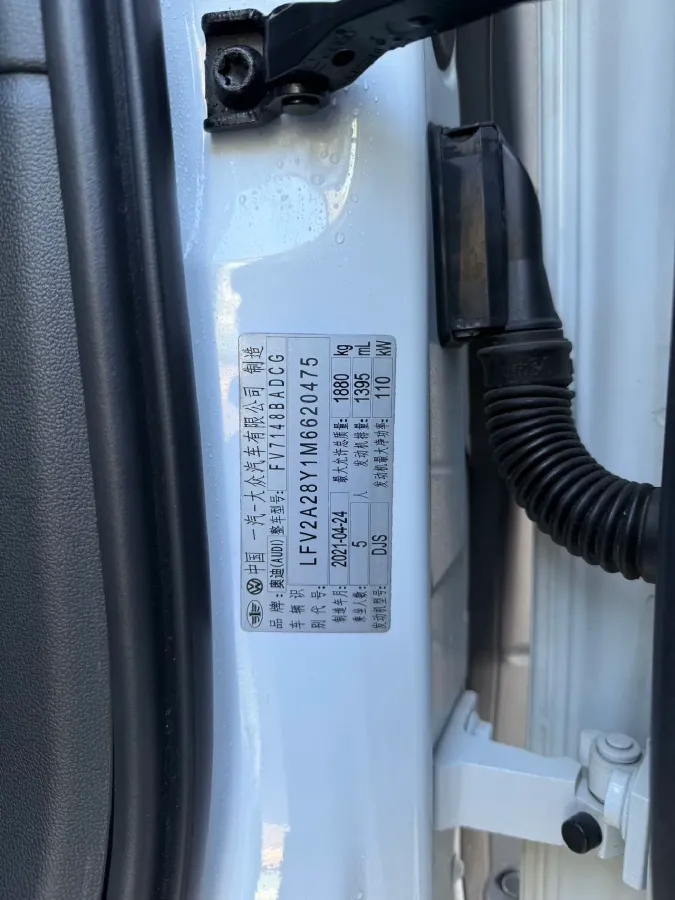 中国 一汽-大众汽车有限公司 制造
品牌: 奥迪(AUDI) 整车型号: FV7148BADCG
车辆识别代号: LFV2A28Y1M6620475
制造年月: 2021-04-24 最大允许总质量: 1880 kg
乘坐人数: 5 人 发动机排量: 1395 mL
发动机型号: DJS 发动机最大净功率: 110 kW